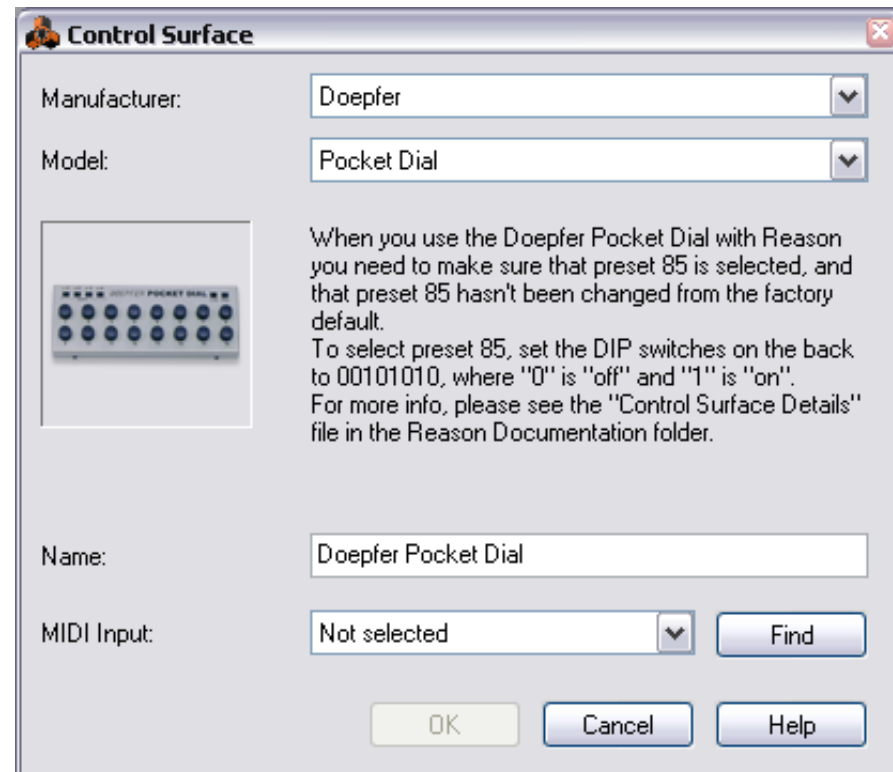 Control Surface
Manufacturer:
Doepfer
Model:
Pocket Dial
DOEPFER POCKET DIAL
When you use the Doepfer Pocket Dial with Reason
you need to make sure that preset 85 is selected, and
that preset 85 hasn't been changed from the factory
default.
To select preset 85, set the DIP switches on the back
to 00101010, where "0" is "off" and "1" is "on".
For more info, please see the "Control Surface Details"
file in the Reason Documentation folder.
Name:
Doepfer Pocket Dial
MIDI Input:
Not selected
Find
OK
Cancel
Help